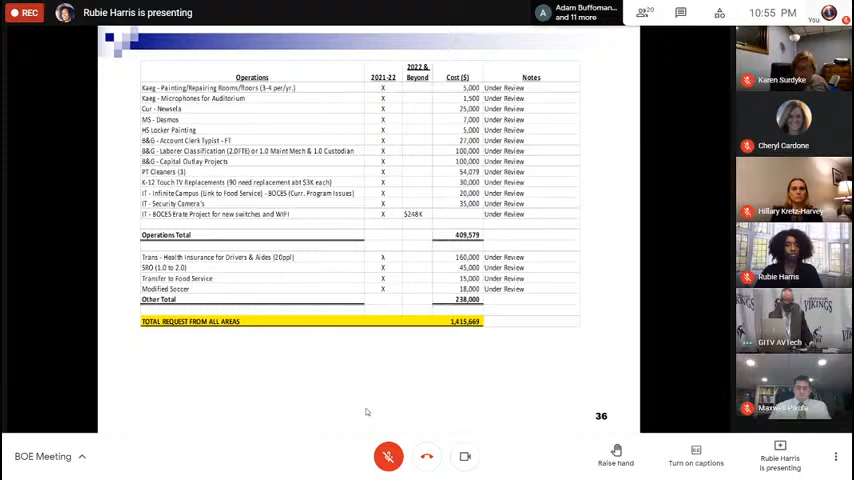 REC
Rubie Harris is presenting
Adam Buffoman...
and 11 more
A
20
10:55 PM
You
Operations 2021-22 2022 & Beyond Cost ($) Notes
Kaeg - Painting/Repairing Rooms/floors (3-4 per/yr.) X 5,000 Under Review
Kaeg - Microphones for Auditorium X 1,500 Under Review
Cur - Newsela X 25,000 Under Review
MS - Desmos X 7,000 Under Review
HS Locker Painting X 5,000 Under Review
B&G - Account Clerk Typist - FT X 27,000 Under Review
B&G - Laborer Classification (2.0FTE) or 1.0 Maint Mech & 1.0 Custodian X 100,000 Under Review
B&G - Capital Outlay Projects X 100,000 Under Review
PT Cleaners (3) X 54,079 Under Review
K-12 Touch TV Replacements (90 need replacement abt $3K each) X 30,000 Under Review
IT - Infinite Campus (Link to Food Service) - BOCES (Curr. Program Issues) X 20,000 Under Review
IT - Security Camera's X 35,000 Under Review
IT - BOCES Erate Project for new switches and WIFI X $248K Under Review
Operations Total 409,579
Trans - Health Insurance for Drivers & Aides (20ppl) X 160,000 Under Review
SRO (1.0 to 2.0) X 45,000 Under Review
Transfer to Food Service X 15,000 Under Review
Modified Soccer X 18,000 Under Review
Other Total 238,000
TOTAL REQUEST FROM ALL AREAS 1,415,669
36
Karen Surdyke
Cheryl Cardone
Hillary Kretz-Harvey
Rubie Harris
VIKINGS
GITV AVTech
Maxwell
BOE Meeting
Raise hand
Turn on captions
Rubie Harris
is presenting